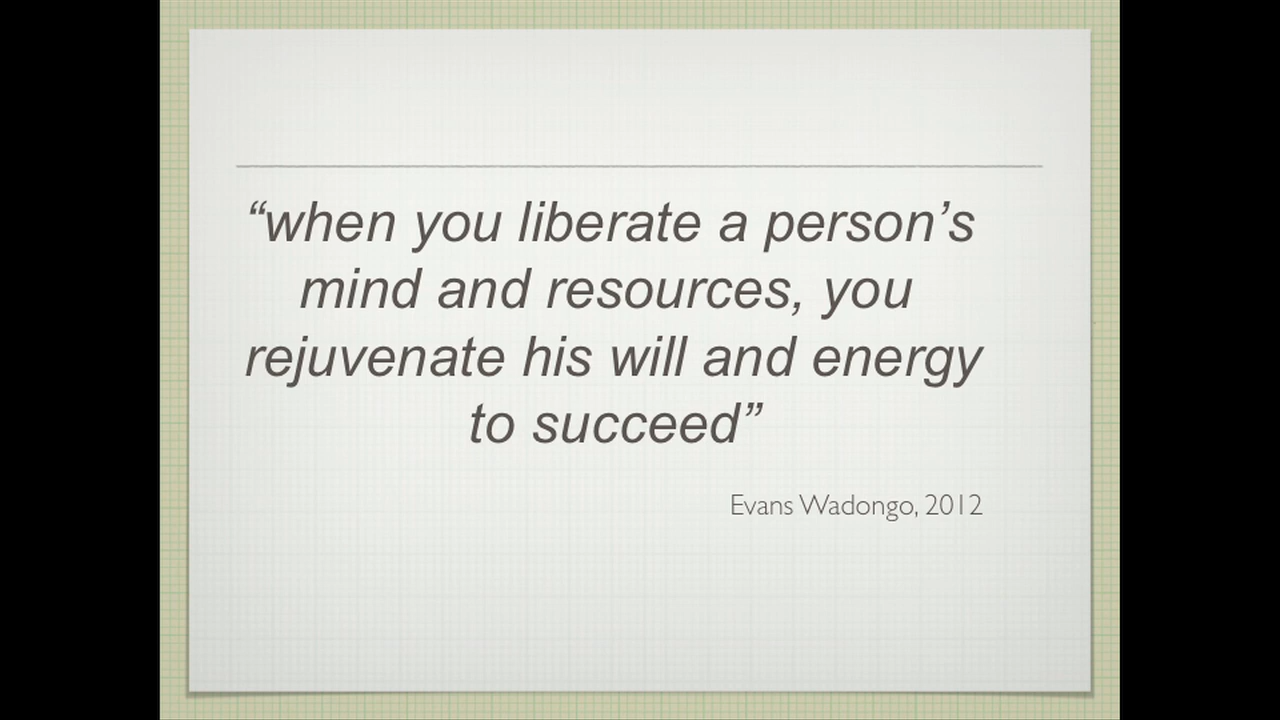 “when you liberate a person’s
mind and resources, you
rejuvenate his will and energy
to succeed”
Evans Wadongo, 2012